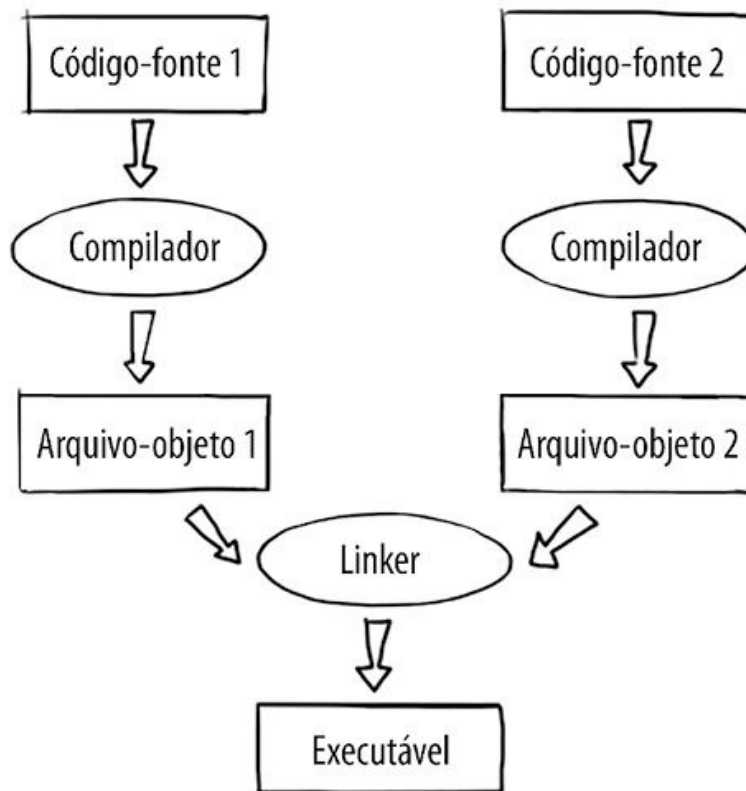 Código-fonte 1
Código-fonte 2
Compilador
Compilador
Arquivo-objeto 1
Arquivo-objeto 2
Linker
Executável